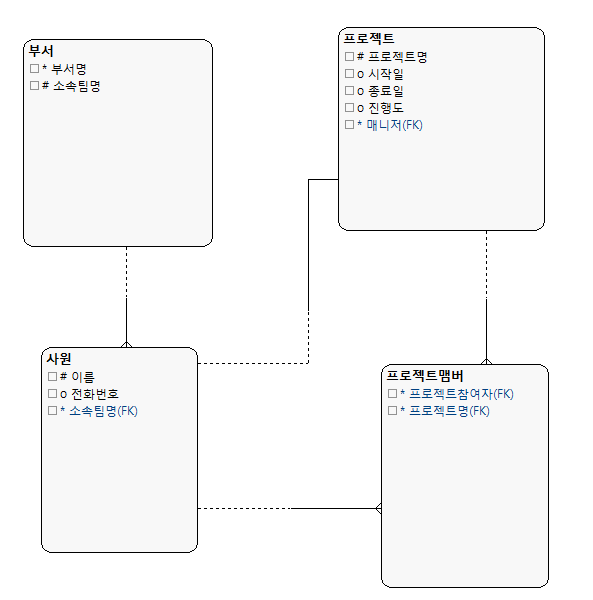 부서
* 부서명
# 소속팀명
프로젝트
# 프로젝트명
o 시작일
o 종료일
o 진행도
* 매니저(FK)
사원
# 이름
o 전화번호
* 소속팀명(FK)
프로젝트맴버
* 프로젝트참여자(FK)
* 프로젝트명(FK)